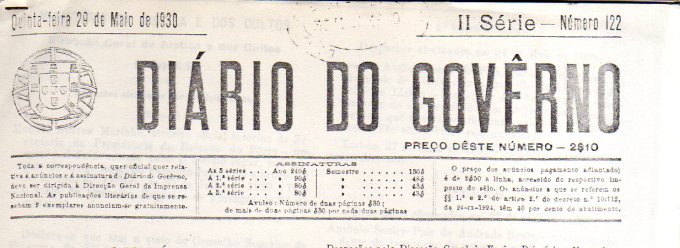 Quinta-feira 29 de Maio de 1930
II Série — Número 122
DIÁRIO DO GOVÊRNO
PREÇO DÊSTE NÚMERO — 2$10
Toda a correspondência, quer oficial quer rela-
tiva a anúncios e à assinatura do Diário do Govêrno,
deve ser dirigida à Direcção Geral da Imprensa
Nacional. As publicações literárias de que se re-
cebam 2 exemplares anunciam-se gratuitamente.
ASSINATURAS
As 3 séries . . . Ano 240$ Semestre . . . . . 130$
A 1.ª série . . . . » 90$ » . . . . . 48$
A 2.ª série . . . . » 80$ » . . . . . 43$
A 3.ª série . . . . » 80$ » . . . . . 43$
Avulso: Número de duas páginas $30;
de mais de duas páginas $30 por cada duas páginas
O preço dos anúncios (pagamento adiantado)
é de 2$50 a linha, acrescido do respectivo im-
posto do sêlo. Os anúncios a que se referem os
§§ 1.º e 2.º do artigo 2.º do decreto n.º 10:112,
de 24-IX-1924, têm 40 por cento de abatimento.